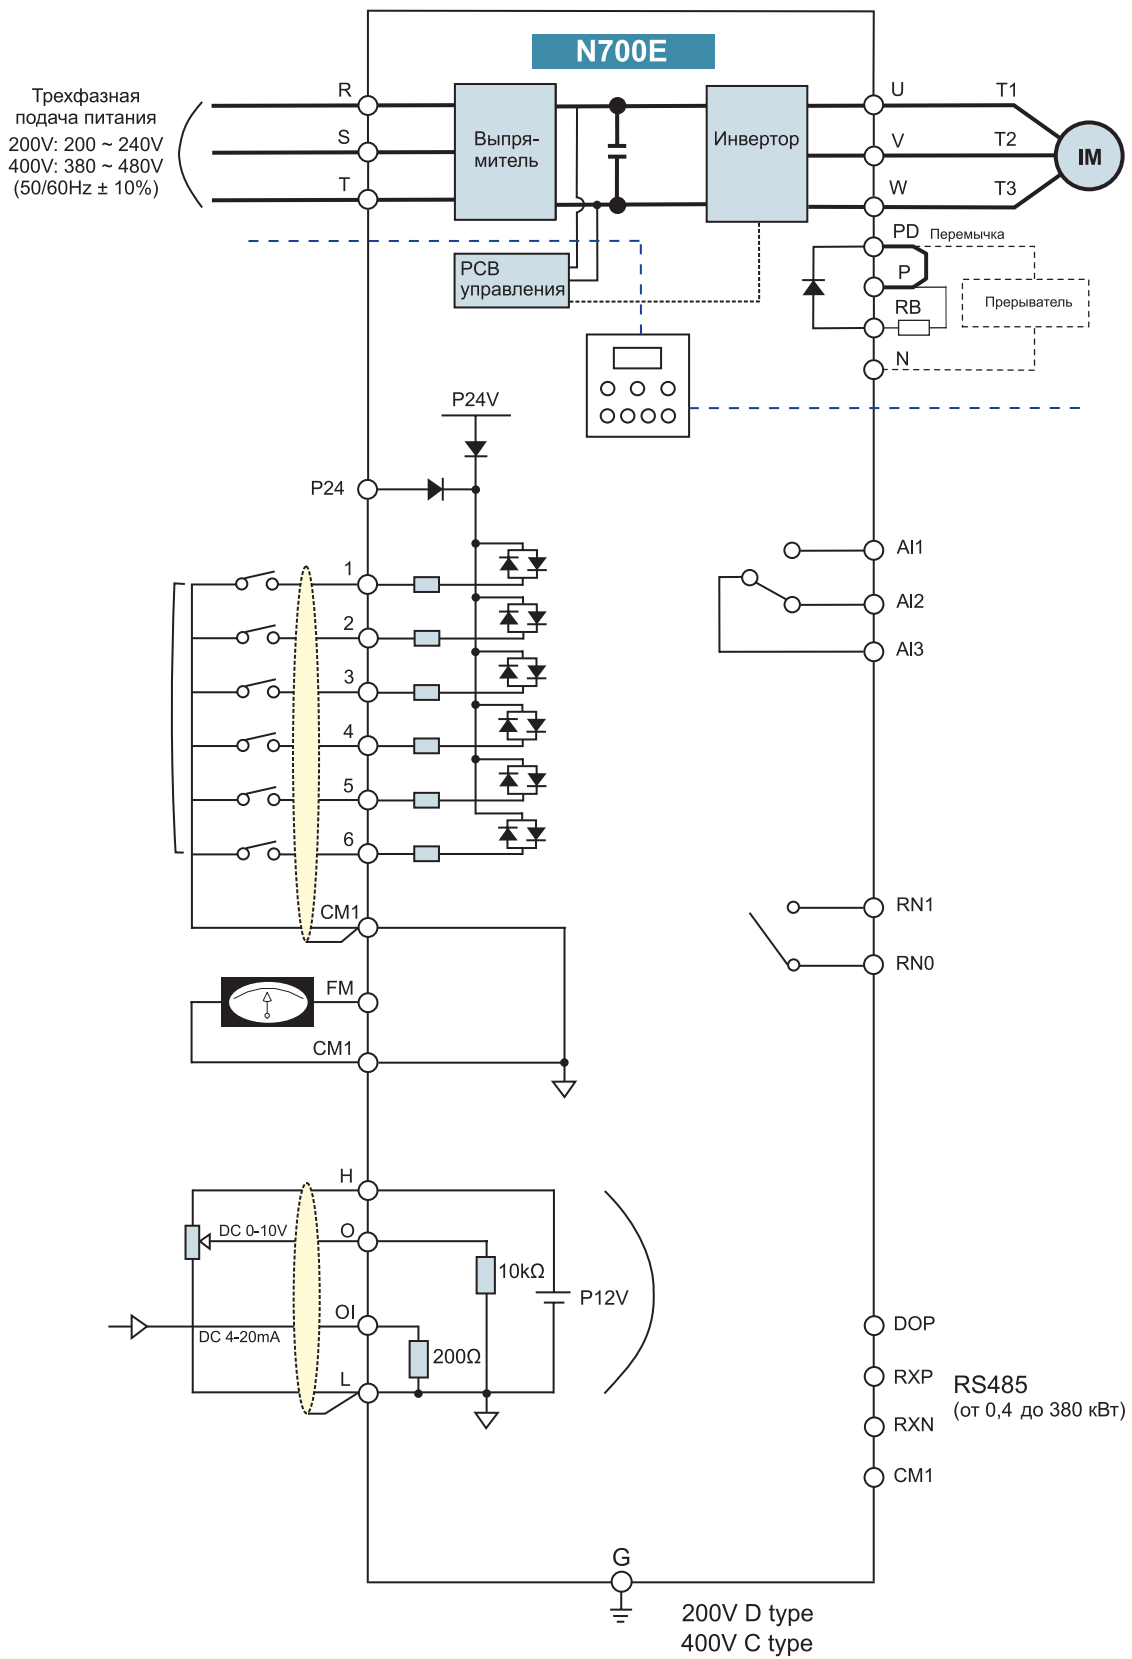 N700E
Трехфазная
подача питания
200V: 200 ~ 240V
400V: 380 ~ 480V
(50/60Hz ± 10%)
R
S
T
Выпря-
митель
Инвертор
U
V
W
T1
T2
T3
IM
PD
Перемычка
P
RB
N
Прерыватель
PCB
управления
P24V
P24
1
2
3
4
5
6
CM1
FM
CM1
AI1
AI2
AI3
RN1
RN0
H
O
OI
L
DC 0-10V
DC 4-20mA
10kΩ
200Ω
P12V
DOP
RXP
RXN
CM1
RS485
(от 0,4 до 380 кВт)
G
200V D type
400V C type